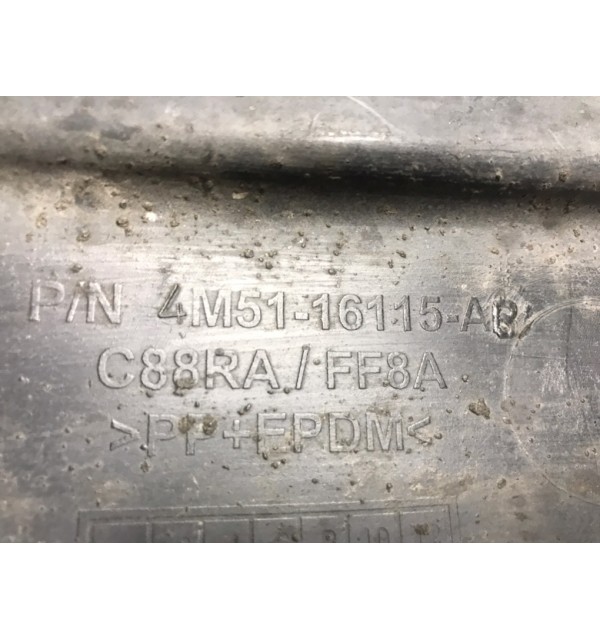 P/N 4M51-16115-AB
C88RA/FF8A
>PP+EPDM<